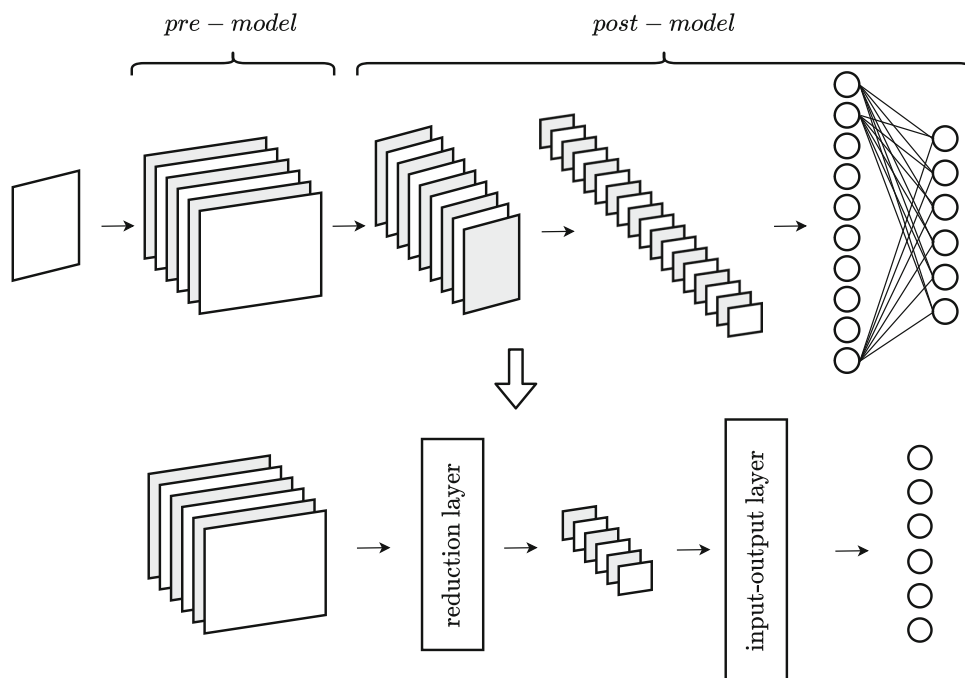 pre – model
post – model
reduction layer
input-output layer